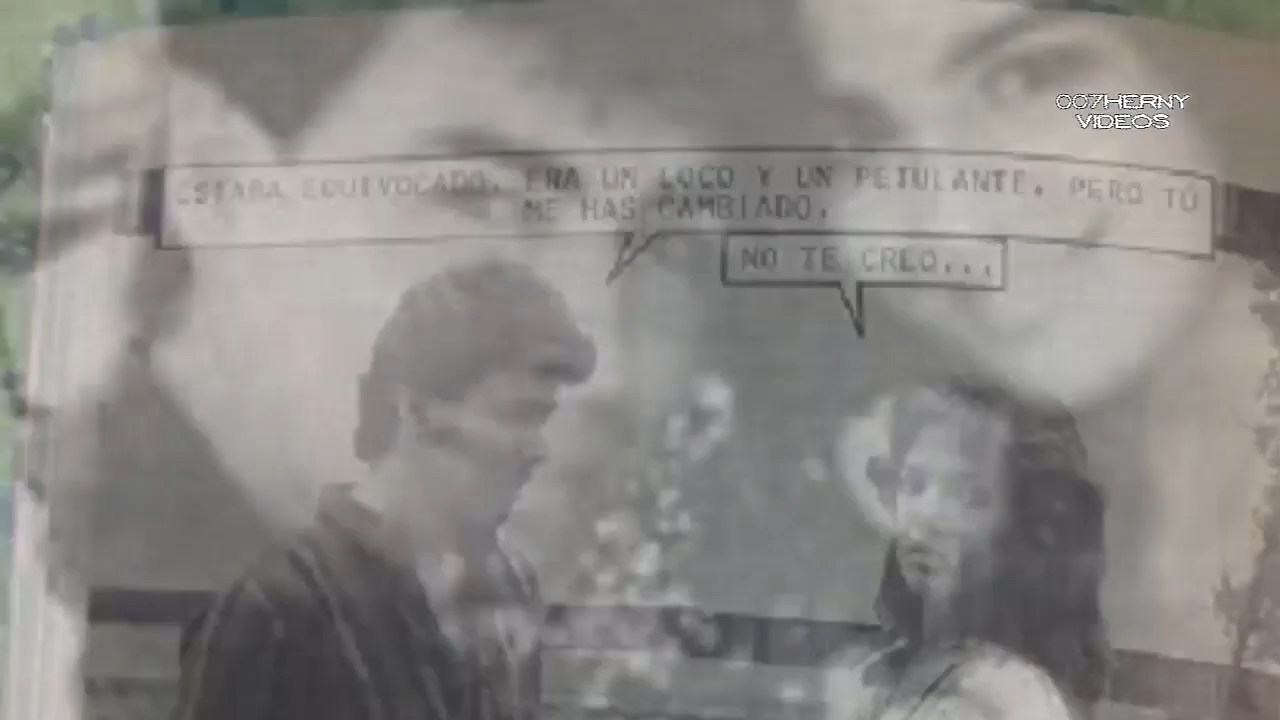 007HERNY
VIDEOS
ESTABA EQUIVOCADO. ERA UN LOCO Y UN PETULANTE. PERO TÚ
ME HAS CAMBIADO.
NO TE CREO...